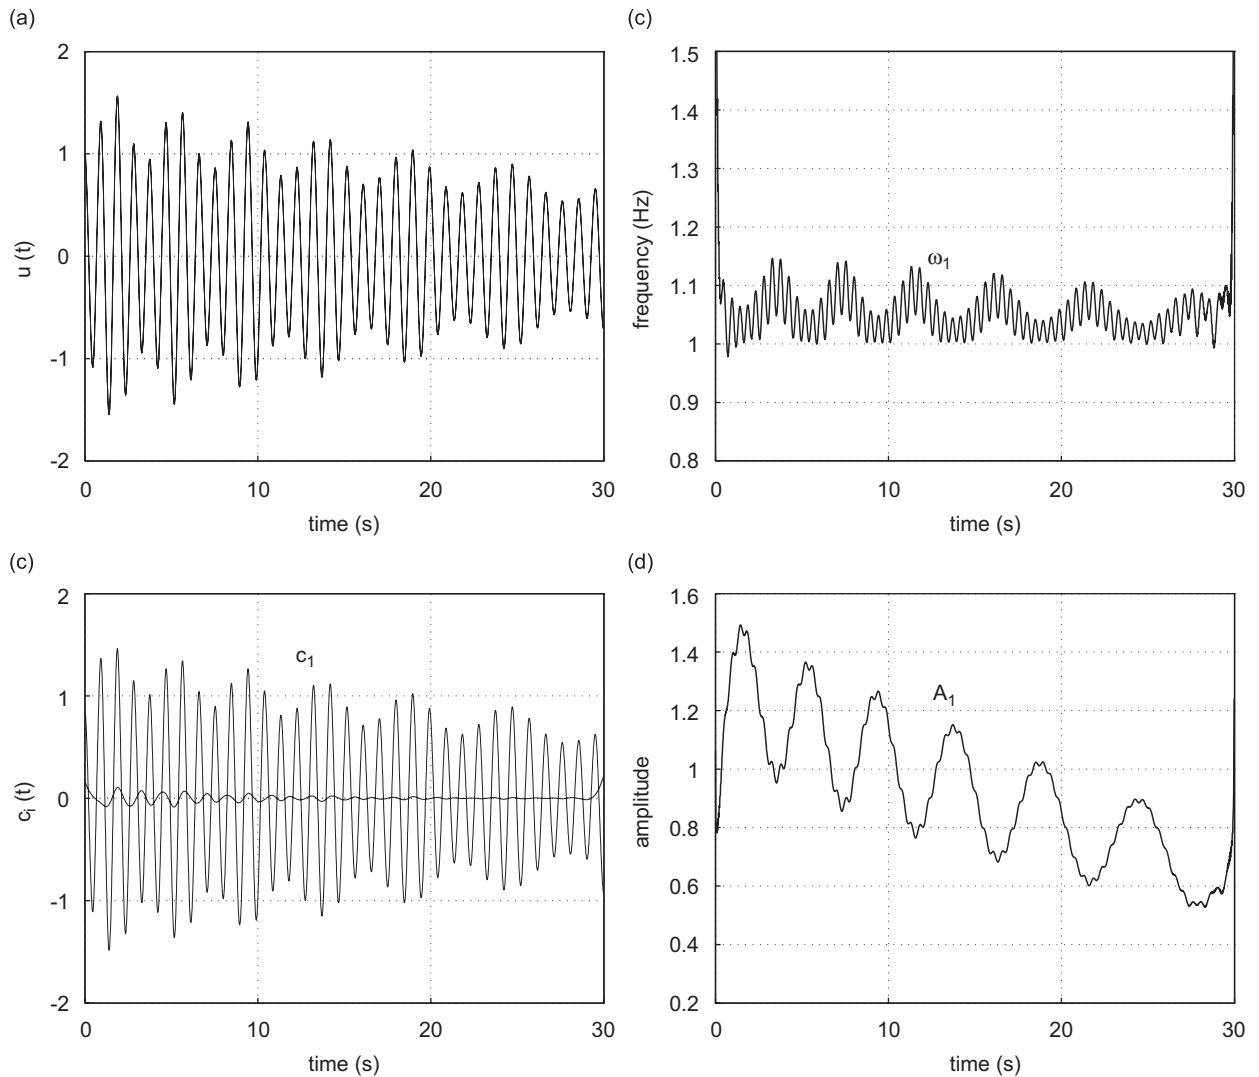 (a)
2
1
0
-1
-2
u (t)
0 10 20 30
time (s)
(c)
1.5
1.4
1.3
1.2
1.1
1
0.9
0.8
frequency (Hz)
ω1
0 10 20 30
time (s)
(c)
2
1
0
-1
-2
ci (t)
c1
0 10 20 30
time (s)
(d)
1.6
1.4
1.2
1
0.8
0.6
0.4
0.2
amplitude
A1
0 10 20 30
time (s)